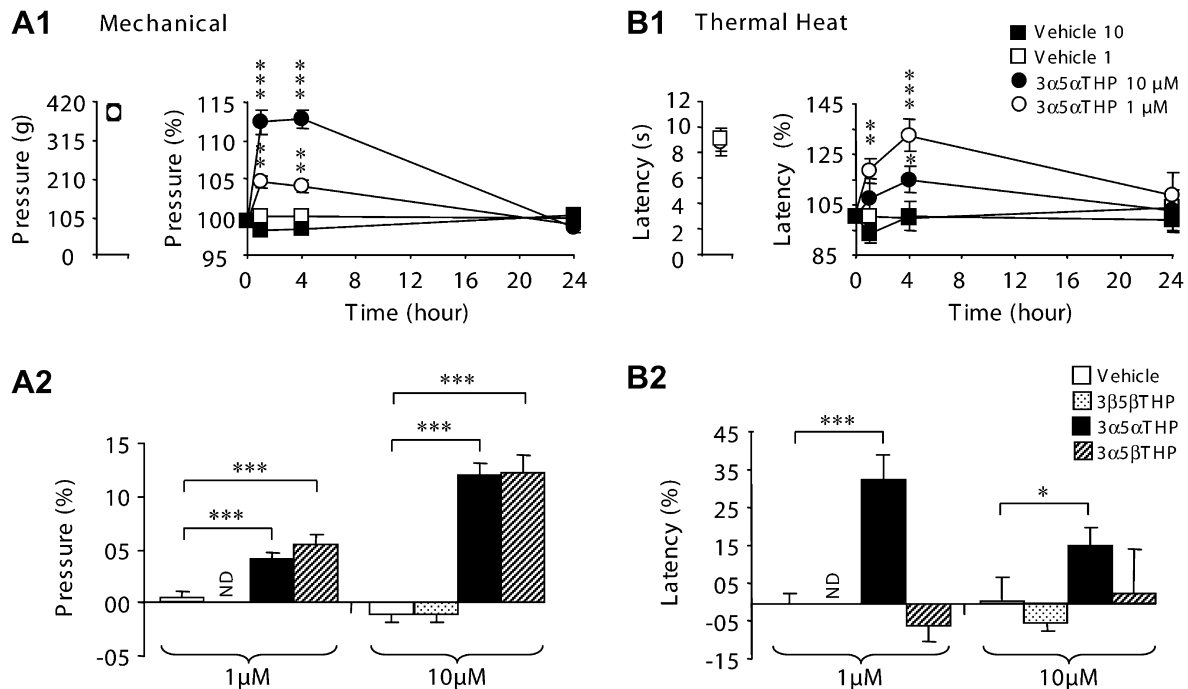 A1 Mechanical
Pressure (g)
420
315
210
105
0
Pressure (%)
115
110
105
100
95
*** ***
** **
0 4 8 12 16 20 24
Time (hour)
B1 Thermal Heat
Vehicle 10
Vehicle 1
3α5αTHP 10 µM
3α5αTHP 1 µM
Latency (s)
12
10
8
6
4
2
0
Latency (%)
145
125
105
85
** ***
*
0 4 8 12 16 20 24
Time (hour)
A2
Pressure (%)
15
10
05
00
-05
***
***
***
***
ND
1µM 10µM
B2
Vehicle
3β5βTHP
3α5αTHP
3α5βTHP
Latency (%)
45
35
25
15
05
-05
-15
***
*
ND
1µM 10µM